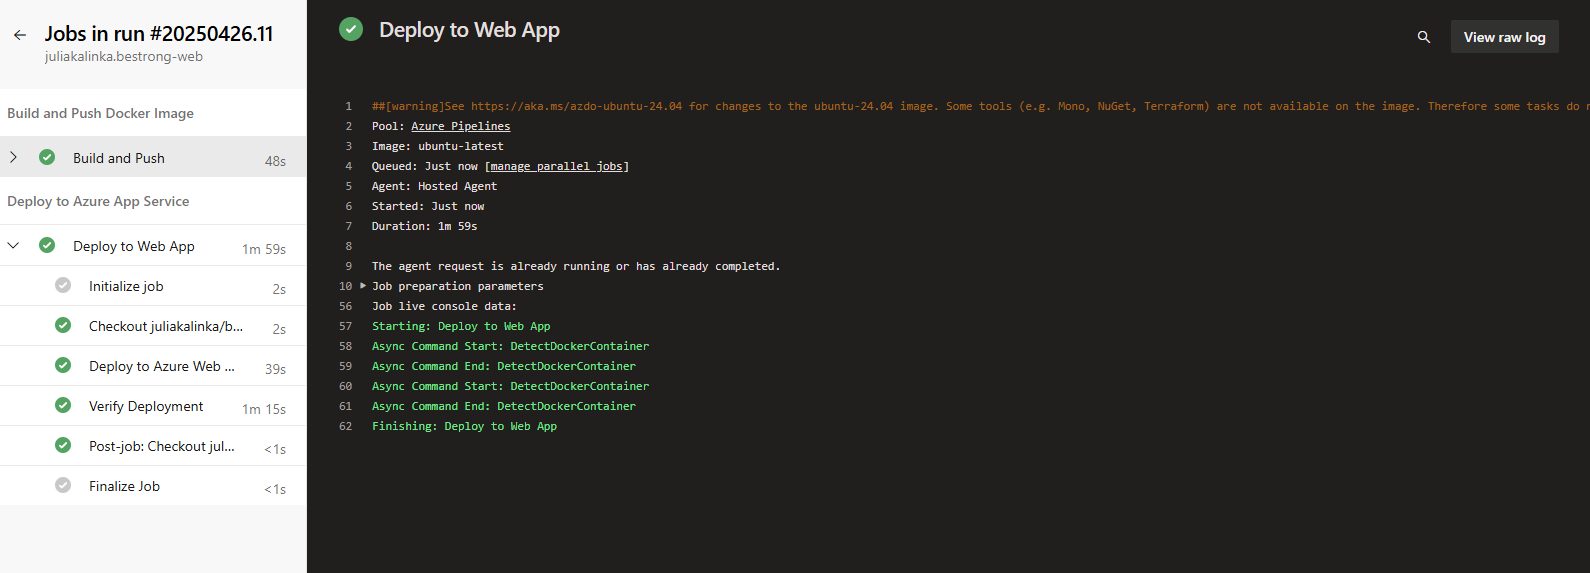 Jobs in run #20250426.11
juliakalinka.bestrong-web
Build and Push Docker Image
Build and Push 48s
Deploy to Azure App Service
Deploy to Web App 1m 59s
Initialize job 2s
Checkout juliakalinka/b... 2s
Deploy to Azure Web ... 39s
Verify Deployment 1m 15s
Post-job: Checkout jul... <1s
Finalize Job <1s
Deploy to Web App
View raw log
1 ##[warning]See https://aka.ms/azdo-ubuntu-24.04 for changes to the ubuntu-24.04 image. Some tools (e.g. Mono, NuGet, Terraform) are not available on the image. Therefore some tasks do
2 Pool: Azure Pipelines
3 Image: ubuntu-latest
4 Queued: Just now [manage parallel jobs]
5 Agent: Hosted Agent
6 Started: Just now
7 Duration: 1m 59s
8
9 The agent request is already running or has already completed.
10 Job preparation parameters
56 Job live console data:
57 Starting: Deploy to Web App
58 Async Command Start: DetectDockerContainer
59 Async Command End: DetectDockerContainer
60 Async Command Start: DetectDockerContainer
61 Async Command End: DetectDockerContainer
62 Finishing: Deploy to Web App